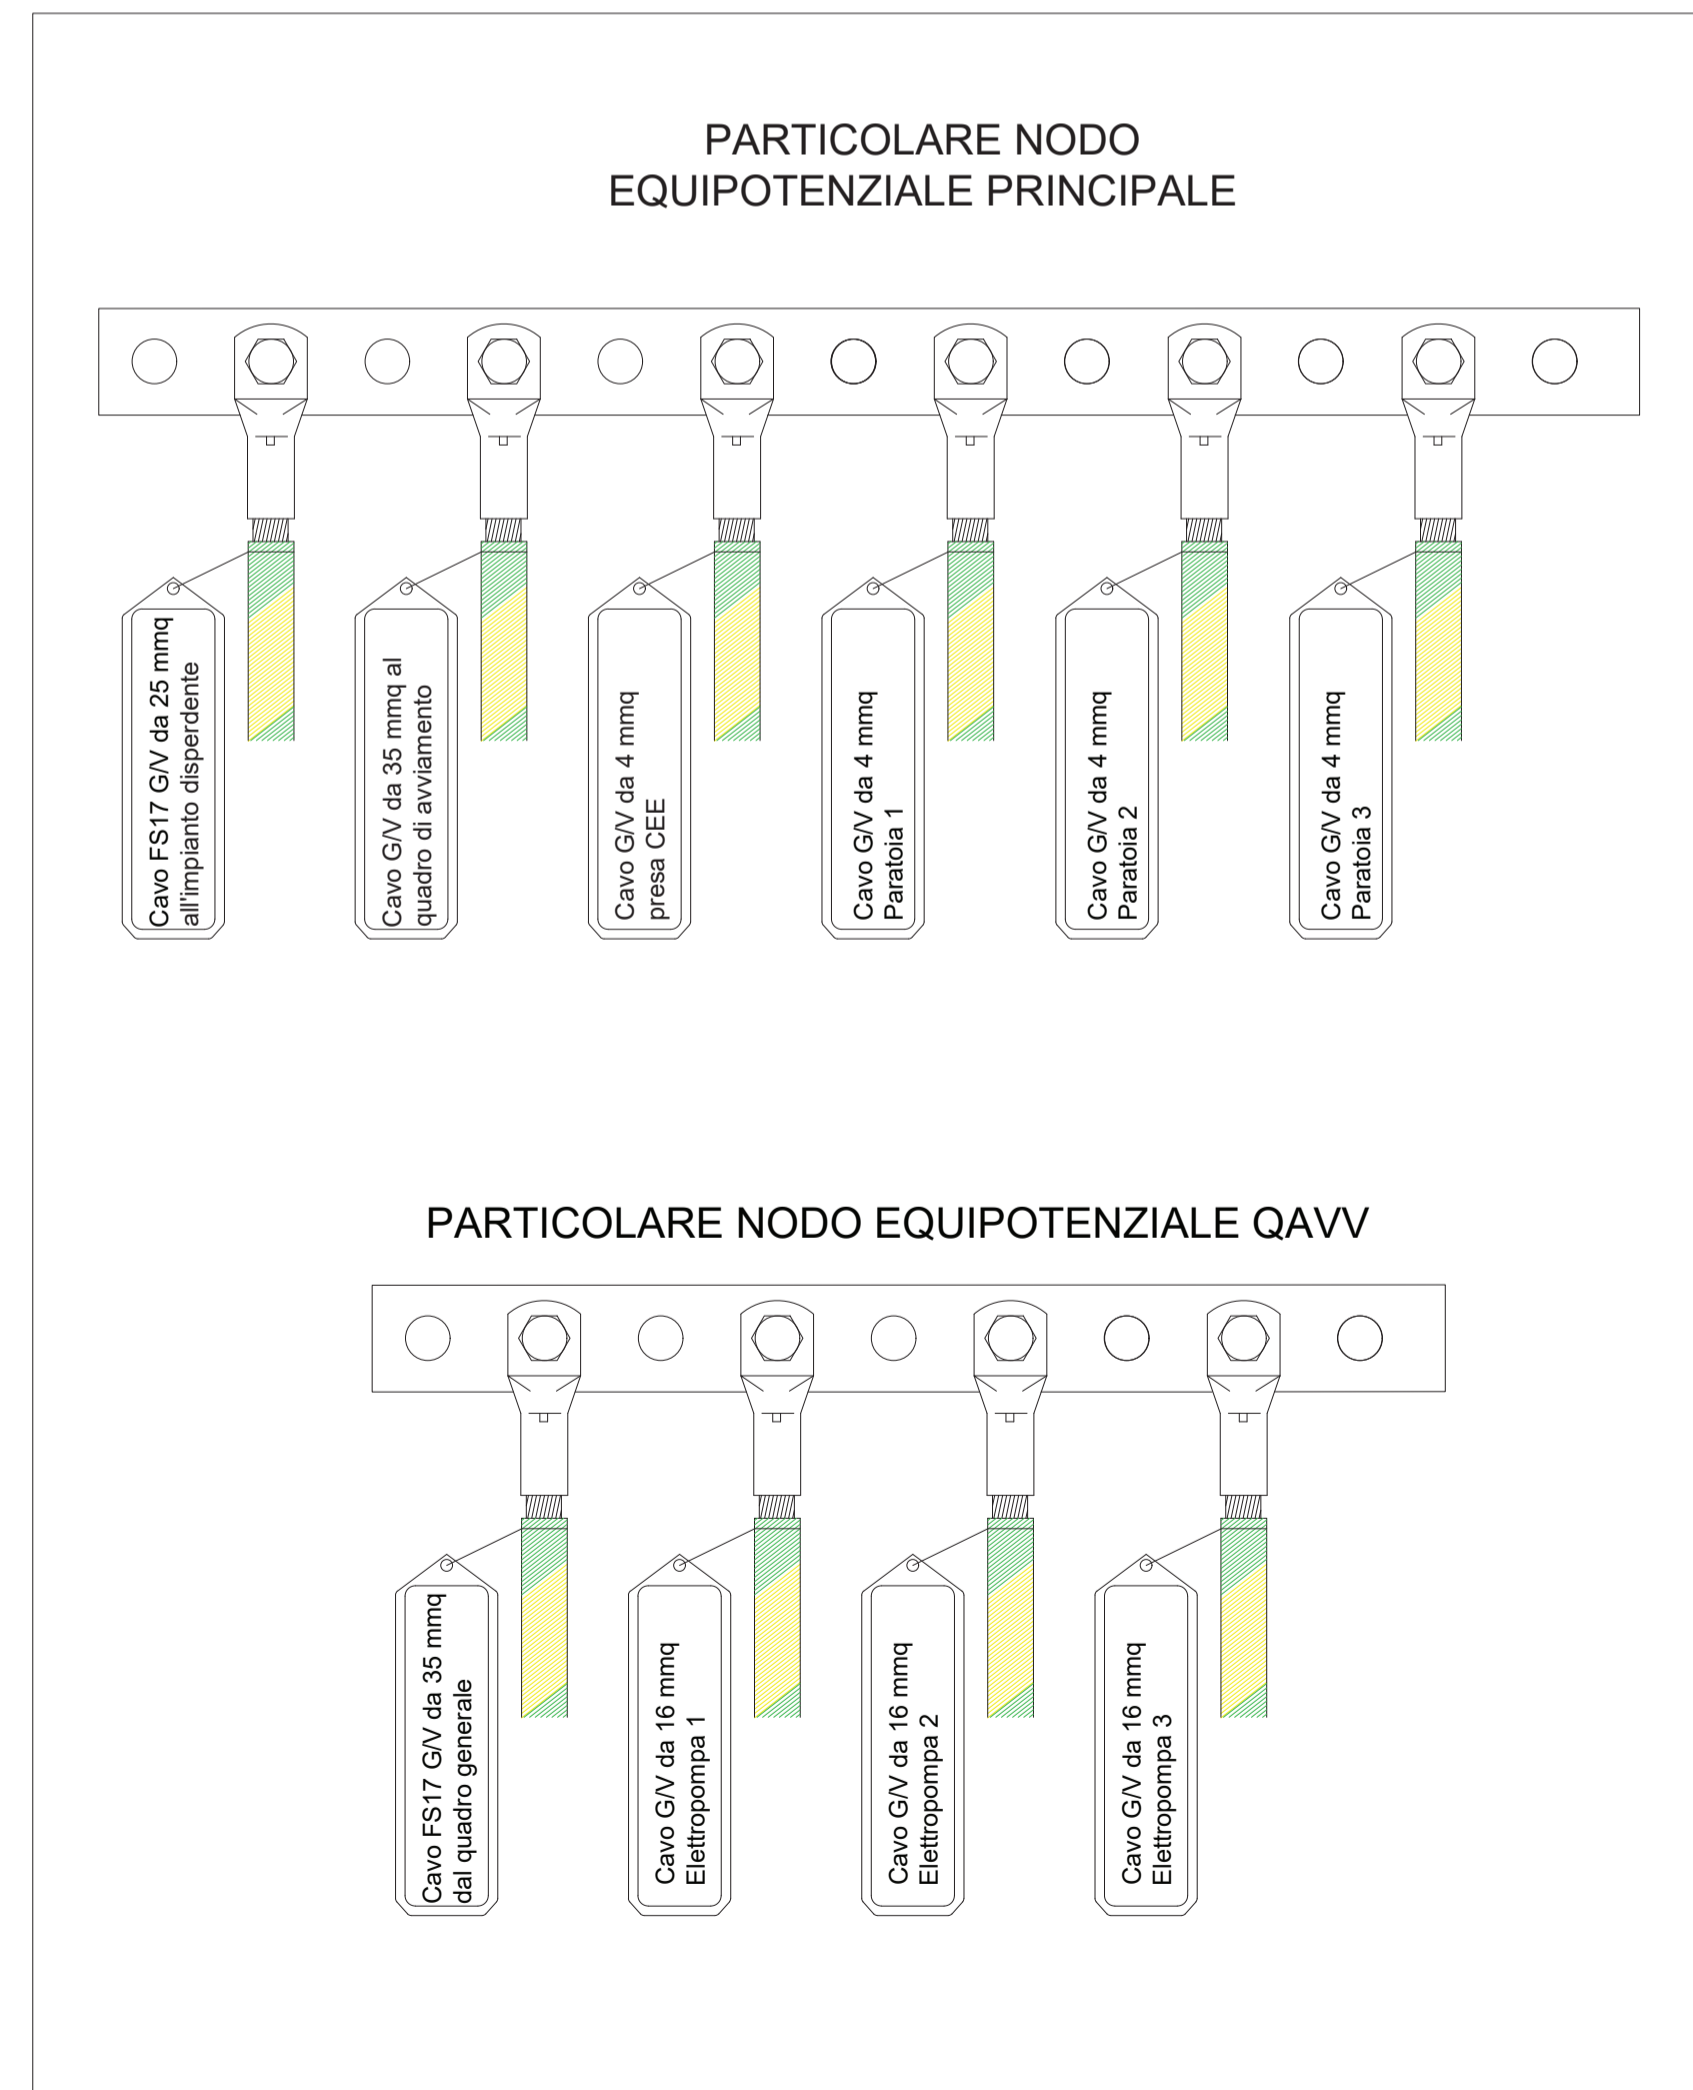 PARTICOLARE NODO
EQUIPOTENZIALE PRINCIPALE
Cavo FS17 G/V da 25 mmq
all'impianto disperdente
Cavo G/V da 35 mmq al
quadro di avviamento
Cavo G/V da 4 mmq
presa CEE
Cavo G/V da 4 mmq
Paratoia 1
Cavo G/V da 4 mmq
Paratoia 2
Cavo G/V da 4 mmq
Paratoia 3
PARTICOLARE NODO EQUIPOTENZIALE QAVV
Cavo FS17 G/V da 35 mmq
dal quadro generale
Cavo G/V da 16 mmq
Elettropompa 1
Cavo G/V da 16 mmq
Elettropompa 2
Cavo G/V da 16 mmq
Elettropompa 3